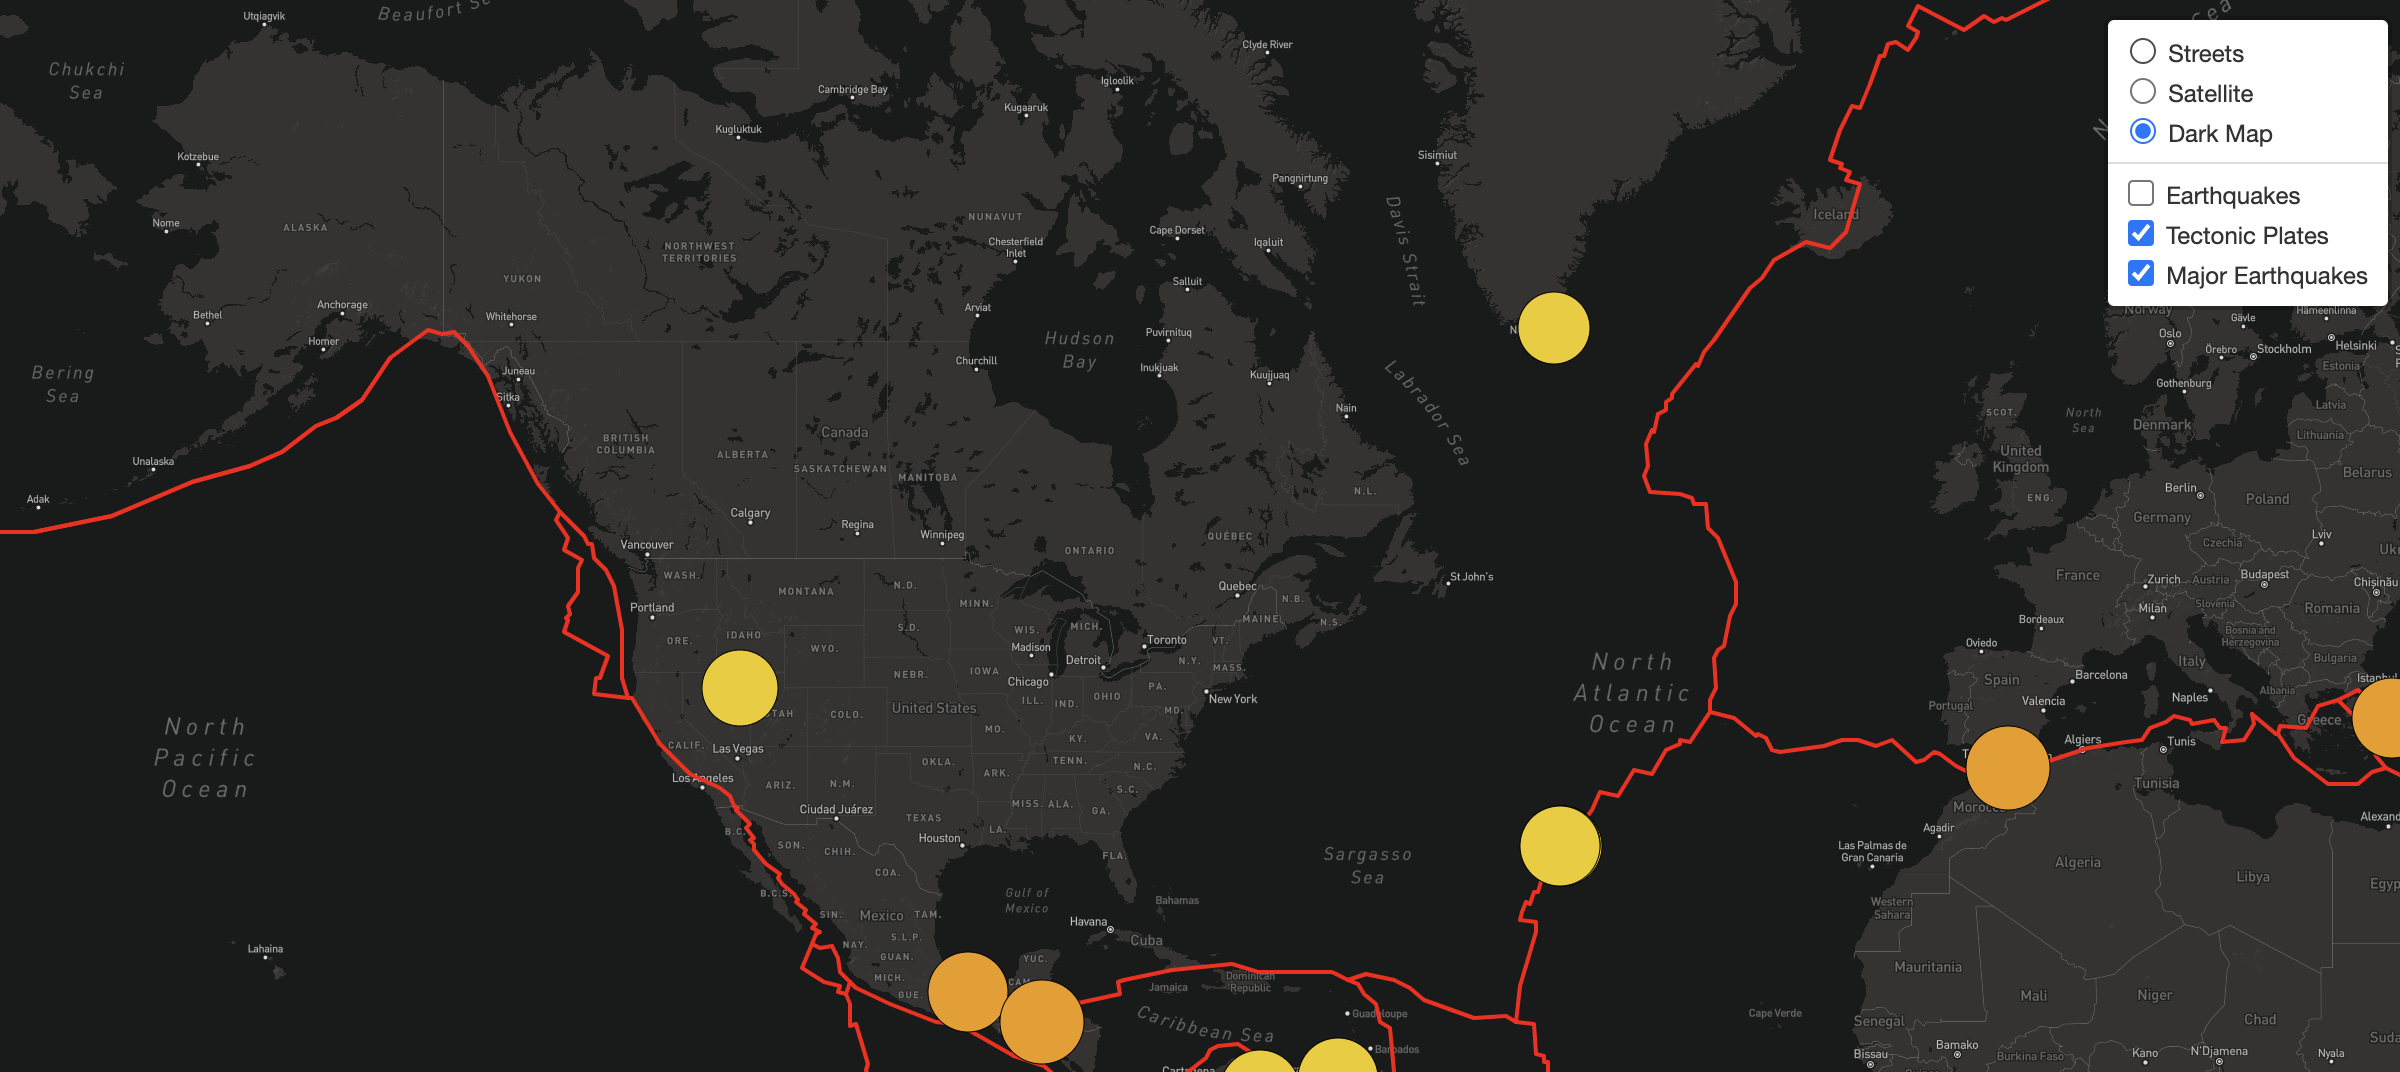 Utqiagvik
Beaufort Se
Clyde River
Chukchi
Sea
Cambridge Bay
Igloolik
Kugaaruk
Kugluktuk
Kotzebue
Sisimiut
Pangnirtung
Nome
ALASKA
NUNAVUT
Cape Dorset
Iqaluit
Davis Strait
Iceland
NORTHWEST
TERRITORIES
Chesterfield
Inlet
YUKON
Salluit
Bethel
Anchorage
Whitehorse
Arviat
Homer
Hudson
Bay
Puvirnituq
N
Bering
Sea
Juneau
Churchill
Inukjuak
Kuujjuaq
Labrador Sea
Sitka
Nain
BRITISH
COLUMBIA
Canada
ALBERTA
SASKATCHEWAN
MANITOBA
Unalaska
Adak
N.L.
Calgary
Regina
Winnipeg
Vancouver
ONTARIO
QUÉBEC
WASH.
MONTANA
N.D.
MINN.
Quebec
N.B.
St John's
Portland
MAINE
N.S.
ORE.
IDAHO
WYO.
S.D.
WIS.
Madison
MICH.
Toronto
VT.
Detroit
N.Y.
MASS.
NEBR.
IOWA
Chicago
PA.
New York
UTAH
COLO.
United States
ILL.
IND.
OHIO
MD.
CALIF.
Las Vegas
MO.
KY.
VA.
Los Angeles
ARIZ.
N.M.
OKLA.
ARK.
TENN.
N.C.
Ciudad Juárez
TEXAS
MISS.
ALA.
GA.
S.C.
B.C.
SON.
CHIH.
Houston
LA.
FLA.
COA.
B.C.S.
SIN.
Mexico
TAM.
Gulf of
Mexico
Bahamas
Havana
Cuba
NAY.
S.L.P.
GUAN.
YUC.
MICH.
CAM
GUE.
Jamaica
Dominican
Republic
Caribbean Sea
Guadeloupe
Barbados
Cartagena
North
Pacific
Ocean
Lahaina
North
Atlantic
Ocean
Sargasso
Sea
Sea
N
Streets
Satellite
Dark Map
Earthquakes
Tectonic Plates
Major Earthquakes
Norway
Gävle
Hämeenlinna
Oslo
Örebro
Stockholm
Helsinki
Estonia
Gothenburg
Latvia
SCOT.
North
Sea
Denmark
Lithuania
United
Kingdom
Belarus
ENG.
Berlin
Poland
Germany
Lviv
Czechia
Uk
France
Zurich
Austria
Budapest
Chișinău
Milan
Slovenia
Romania
Bordeaux
Bosnia and
Herzegovina
Oviedo
Italy
Bulgaria
Spain
Barcelona
Istanbul
Valencia
Naples
Albania
Portugal
Greece
Algiers
Tunis
T
Tunisia
Morocco
Agadir
Alexand
Las Palmas de
Gran Canaria
Algeria
Libya
Egyp
Western
Sahara
Mauritania
Mali
Niger
Cape Verde
Senegal
Chad
Suda
Bissau
Bamako
Burkina Faso
Kano
N'Djamena
Nyala